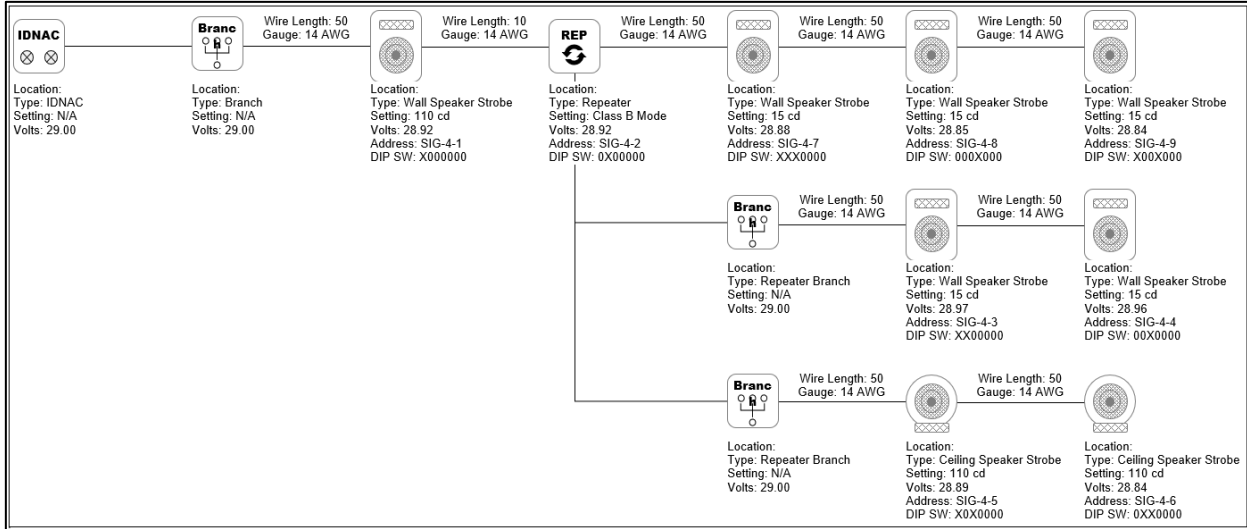 IDNAC
Location:
Type: IDNAC
Setting: N/A
Volts: 29.00
Branc
h
Location:
Type: Branch
Setting: N/A
Volts: 29.00
Wire Length: 50
Gauge: 14 AWG
Location:
Type: Wall Speaker Strobe
Setting: 110 cd
Volts: 28.92
Address: SIG-4-1
DIP SW: X000000
Wire Length: 10
Gauge: 14 AWG
REP
Location:
Type: Repeater
Setting: Class B Mode
Volts: 28.92
Address: SIG-4-2
DIP SW: 0X00000
Wire Length: 50
Gauge: 14 AWG
Location:
Type: Wall Speaker Strobe
Setting: 15 cd
Volts: 28.88
Address: SIG-4-7
DIP SW: XXX0000
Wire Length: 50
Gauge: 14 AWG
Location:
Type: Wall Speaker Strobe
Setting: 15 cd
Volts: 28.85
Address: SIG-4-8
DIP SW: 000X000
Wire Length: 50
Gauge: 14 AWG
Location:
Type: Wall Speaker Strobe
Setting: 15 cd
Volts: 28.84
Address: SIG-4-9
DIP SW: X00X000
Branc
h
Location:
Type: Repeater Branch
Setting: N/A
Volts: 29.00
Wire Length: 50
Gauge: 14 AWG
Location:
Type: Wall Speaker Strobe
Setting: 15 cd
Volts: 28.97
Address: SIG-4-3
DIP SW: XX00000
Wire Length: 50
Gauge: 14 AWG
Location:
Type: Wall Speaker Strobe
Setting: 15 cd
Volts: 28.96
Address: SIG-4-4
DIP SW: 00X0000
Branc
h
Location:
Type: Repeater Branch
Setting: N/A
Volts: 29.00
Wire Length: 50
Gauge: 14 AWG
Location:
Type: Ceiling Speaker Strobe
Setting: 110 cd
Volts: 28.89
Address: SIG-4-5
DIP SW: X0X0000
Wire Length: 50
Gauge: 14 AWG
Location:
Type: Ceiling Speaker Strobe
Setting: 110 cd
Volts: 28.84
Address: SIG-4-6
DIP SW: 0XX0000